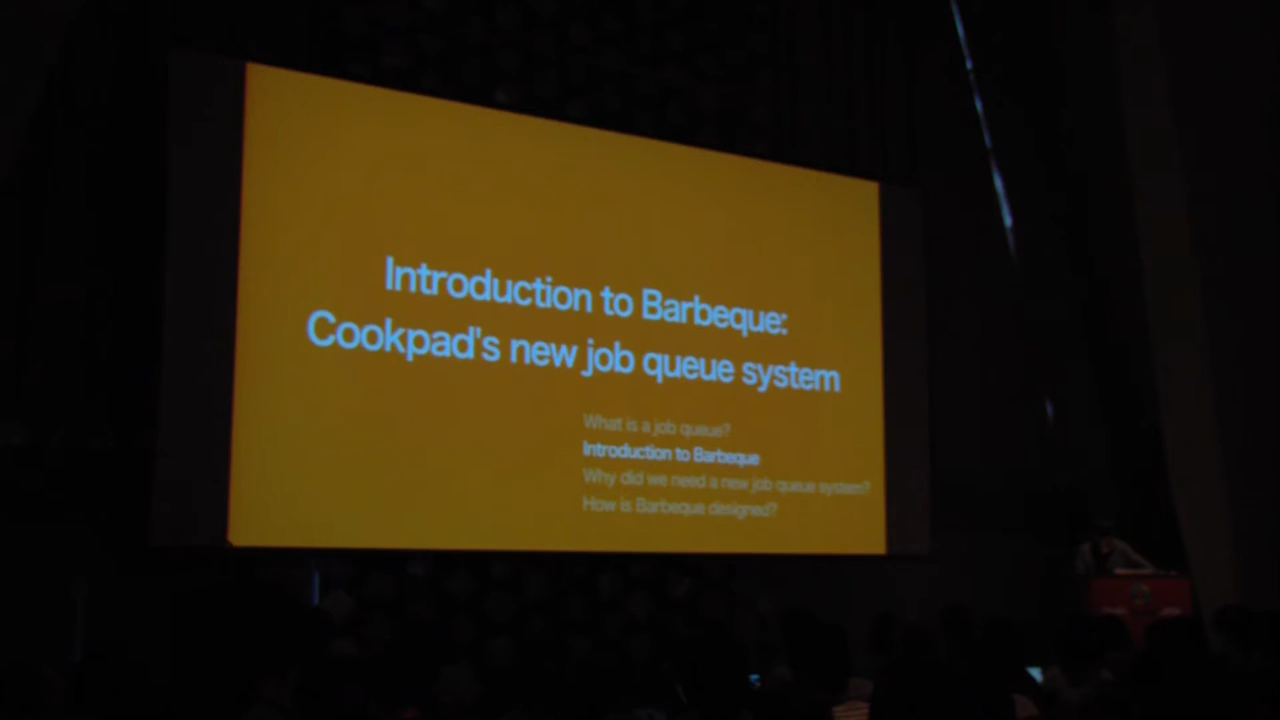 Introduction to Barbeque:
Cookpad's new job queue system
What is a job queue?
Introduction to Barbeque
Why did we need a new job queue system?
How is Barbeque designed?